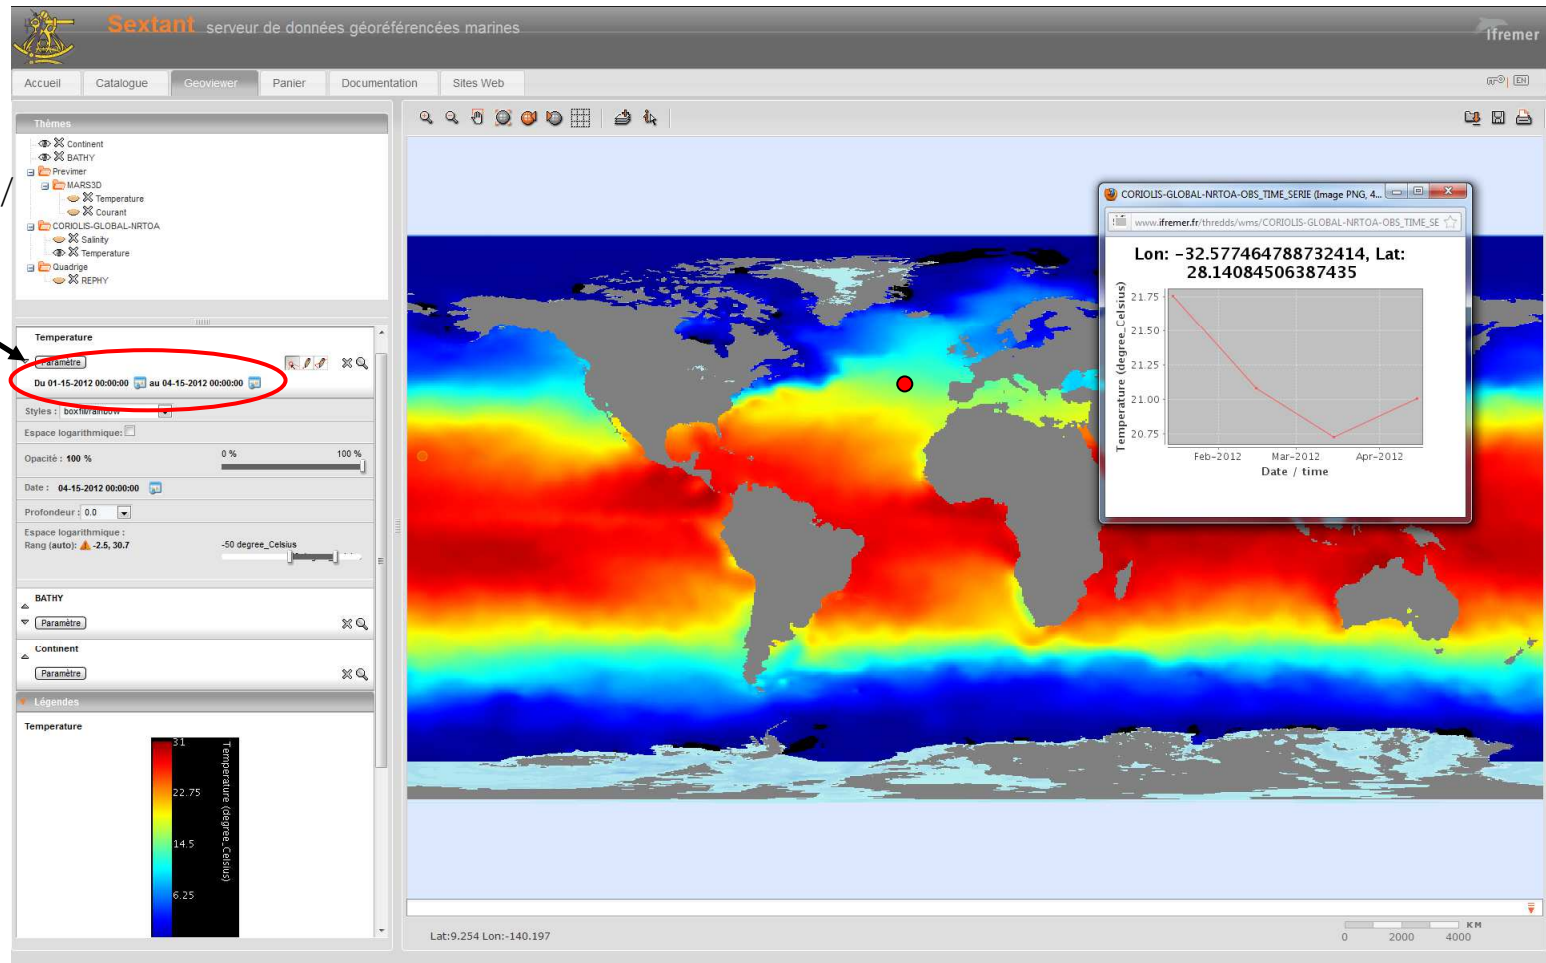 Sextant serveur de données géoréférencées marines
Ifremer
Accueil Catalogue Geoviewer Panier Documentation Sites Web
EN
Thèmes
Continent
BATHY
Previmer
MARS3D
Temperature
Courant
CORIOLIS-GLOBAL-NRTOA
Salinity
Temperature
Quadrige
REPHY
Temperature
Paramètre
Du 01-15-2012 00:00:00 au 04-15-2012 00:00:00
Styles : boxfill/rainbow
Espace logarithmique:
Opacité : 100 % 0 % 100 %
Date : 04-15-2012 00:00:00
Profondeur : 0.0
Espace logarithmique :
Rang (auto): -2.5, 30.7 -50 degree_Celsius
BATHY
Paramètre
Continent
Paramètre
Légendes
Temperature
31
22.75
14.5
6.25
Temperature (degree_Celsius)
CORIOLIS-GLOBAL-NRTOA-OBS_TIME_SERIE (Image PNG, 4...
www.ifremer.fr/thredds/wms/CORIOLIS-GLOBAL-NRTOA-OBS_TIME_SE
Lon: -32.577464788732414, Lat:
28.14084506387435
Temperature (degree_Celsius)
21.75
21.50
21.25
21.00
20.75
Feb-2012 Mar-2012 Apr-2012
Date / time
Lat:9.254 Lon:-140.197
KM
0 2000 4000